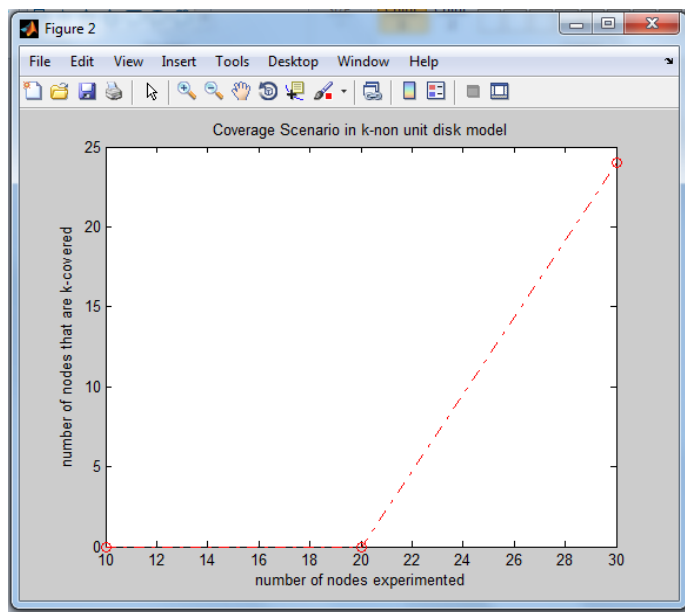 Figure 2
File Edit View Insert Tools Desktop Window Help
Coverage Scenario in k-non unit disk model
number of nodes that are k-covered
25
20
15
10
5
0
10 12 14 16 18 20 22 24 26 28 30
number of nodes experimented